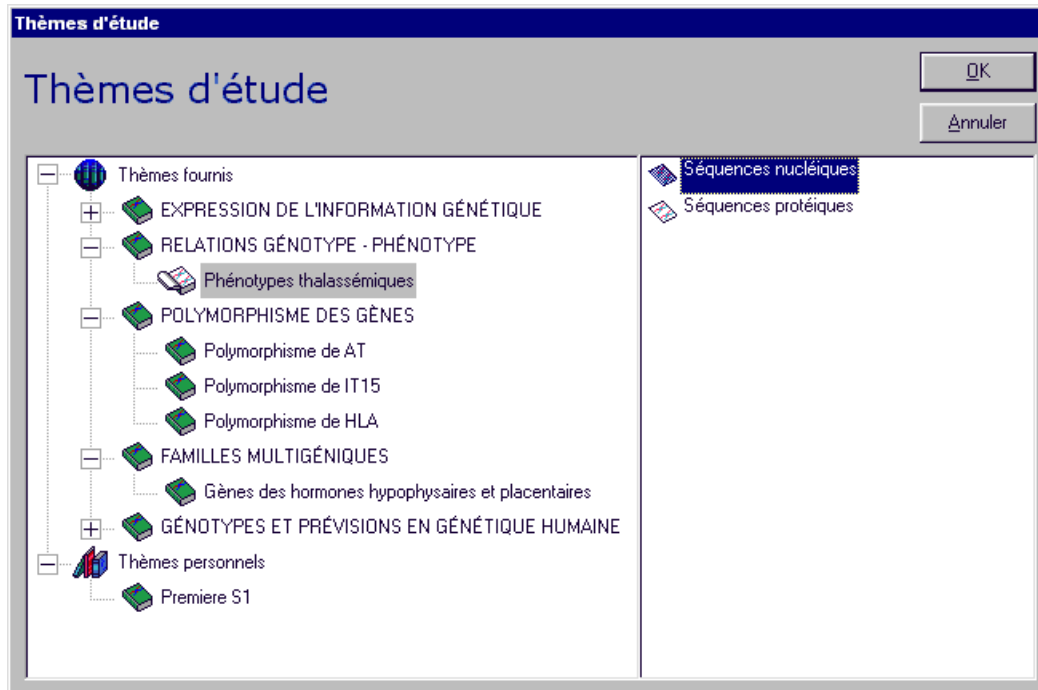 Thèmes d'étude
Thèmes d'étude
OK
Annuler
Thèmes fournis
EXPRESSION DE L'INFORMATION GÉNÉTIQUE
RELATIONS GÉNOTYPE - PHÉNOTYPE
Phénotypes thalassémiques
POLYMORPHISME DES GÈNES
Polymorphisme de AT
Polymorphisme de IT15
Polymorphisme de HLA
FAMILLES MULTIGÉNIQUES
Gènes des hormones hypophysaires et placentaires
GÉNOTYPES ET PRÉVISIONS EN GÉNÉTIQUE HUMAINE
Thèmes personnels
Premiere S1
Séquences nucléiques
Séquences protéiques